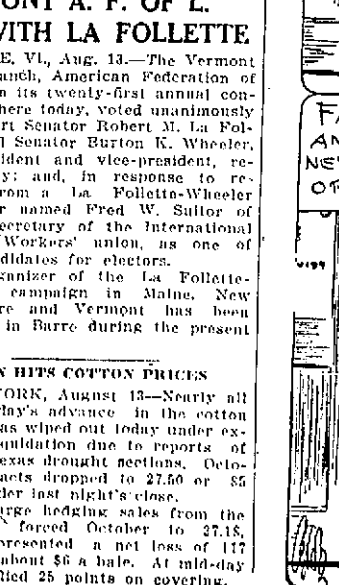 ONT A. F. OF L.
WITH LA FOLLETTE
E, Vt., Aug. 13.—The Vermont
ranch, American Federation of
n its twenty-first annual con-
here today, voted unanimously
rt Senator Robert M. La Fol-
Senator Burton K. Wheeler,
ident and vice-president, re-
y; and, in response to re-
rom a La Follette-Wheeler
r named Fred W. Suitor of
ecretary of the International
Workers' union, as one of
didates for electors.
ganizer of the La Follette-
campaign in Maine, New
re and Vermont has been
in Barre during the present
N HITS COTTON PRICES
YORK, August 13—Nearly all
day's advance in the cotton
as wiped out today under ex-
quidation due to reports of
exas drought sections. Octo-
acts dropped to 27.50 or $5
der last night's close.
arge hedging sales from the
forced October to 27.18,
presented a net loss of 117
about $6 a bale. At mid-day
lied 25 points on covering.
FA
AN
NE
OF